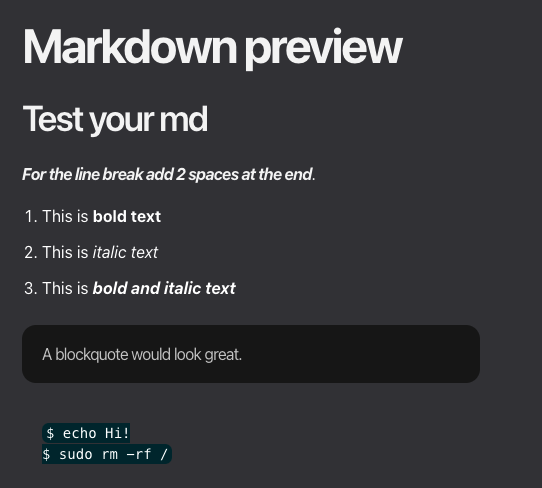 Markdown preview
Test your md
For the line break add 2 spaces at the end.
1. This is bold text
2. This is italic text
3. This is bold and italic text
A blockquote would look great.
$ echo Hi!
$ sudo rm -rf /